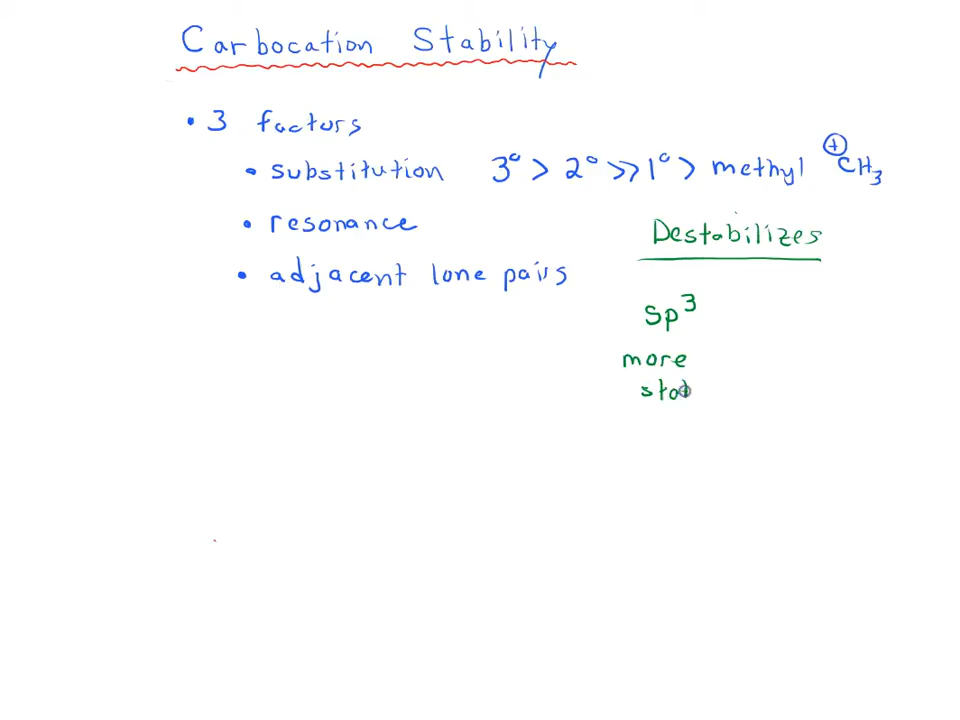 Carbocation Stability
• 3 factors
• substitution 3° > 2° >> 1° > methyl ⊕CH₃
• resonance
Destabilizes
• adjacent lone pairs
Sp³
more